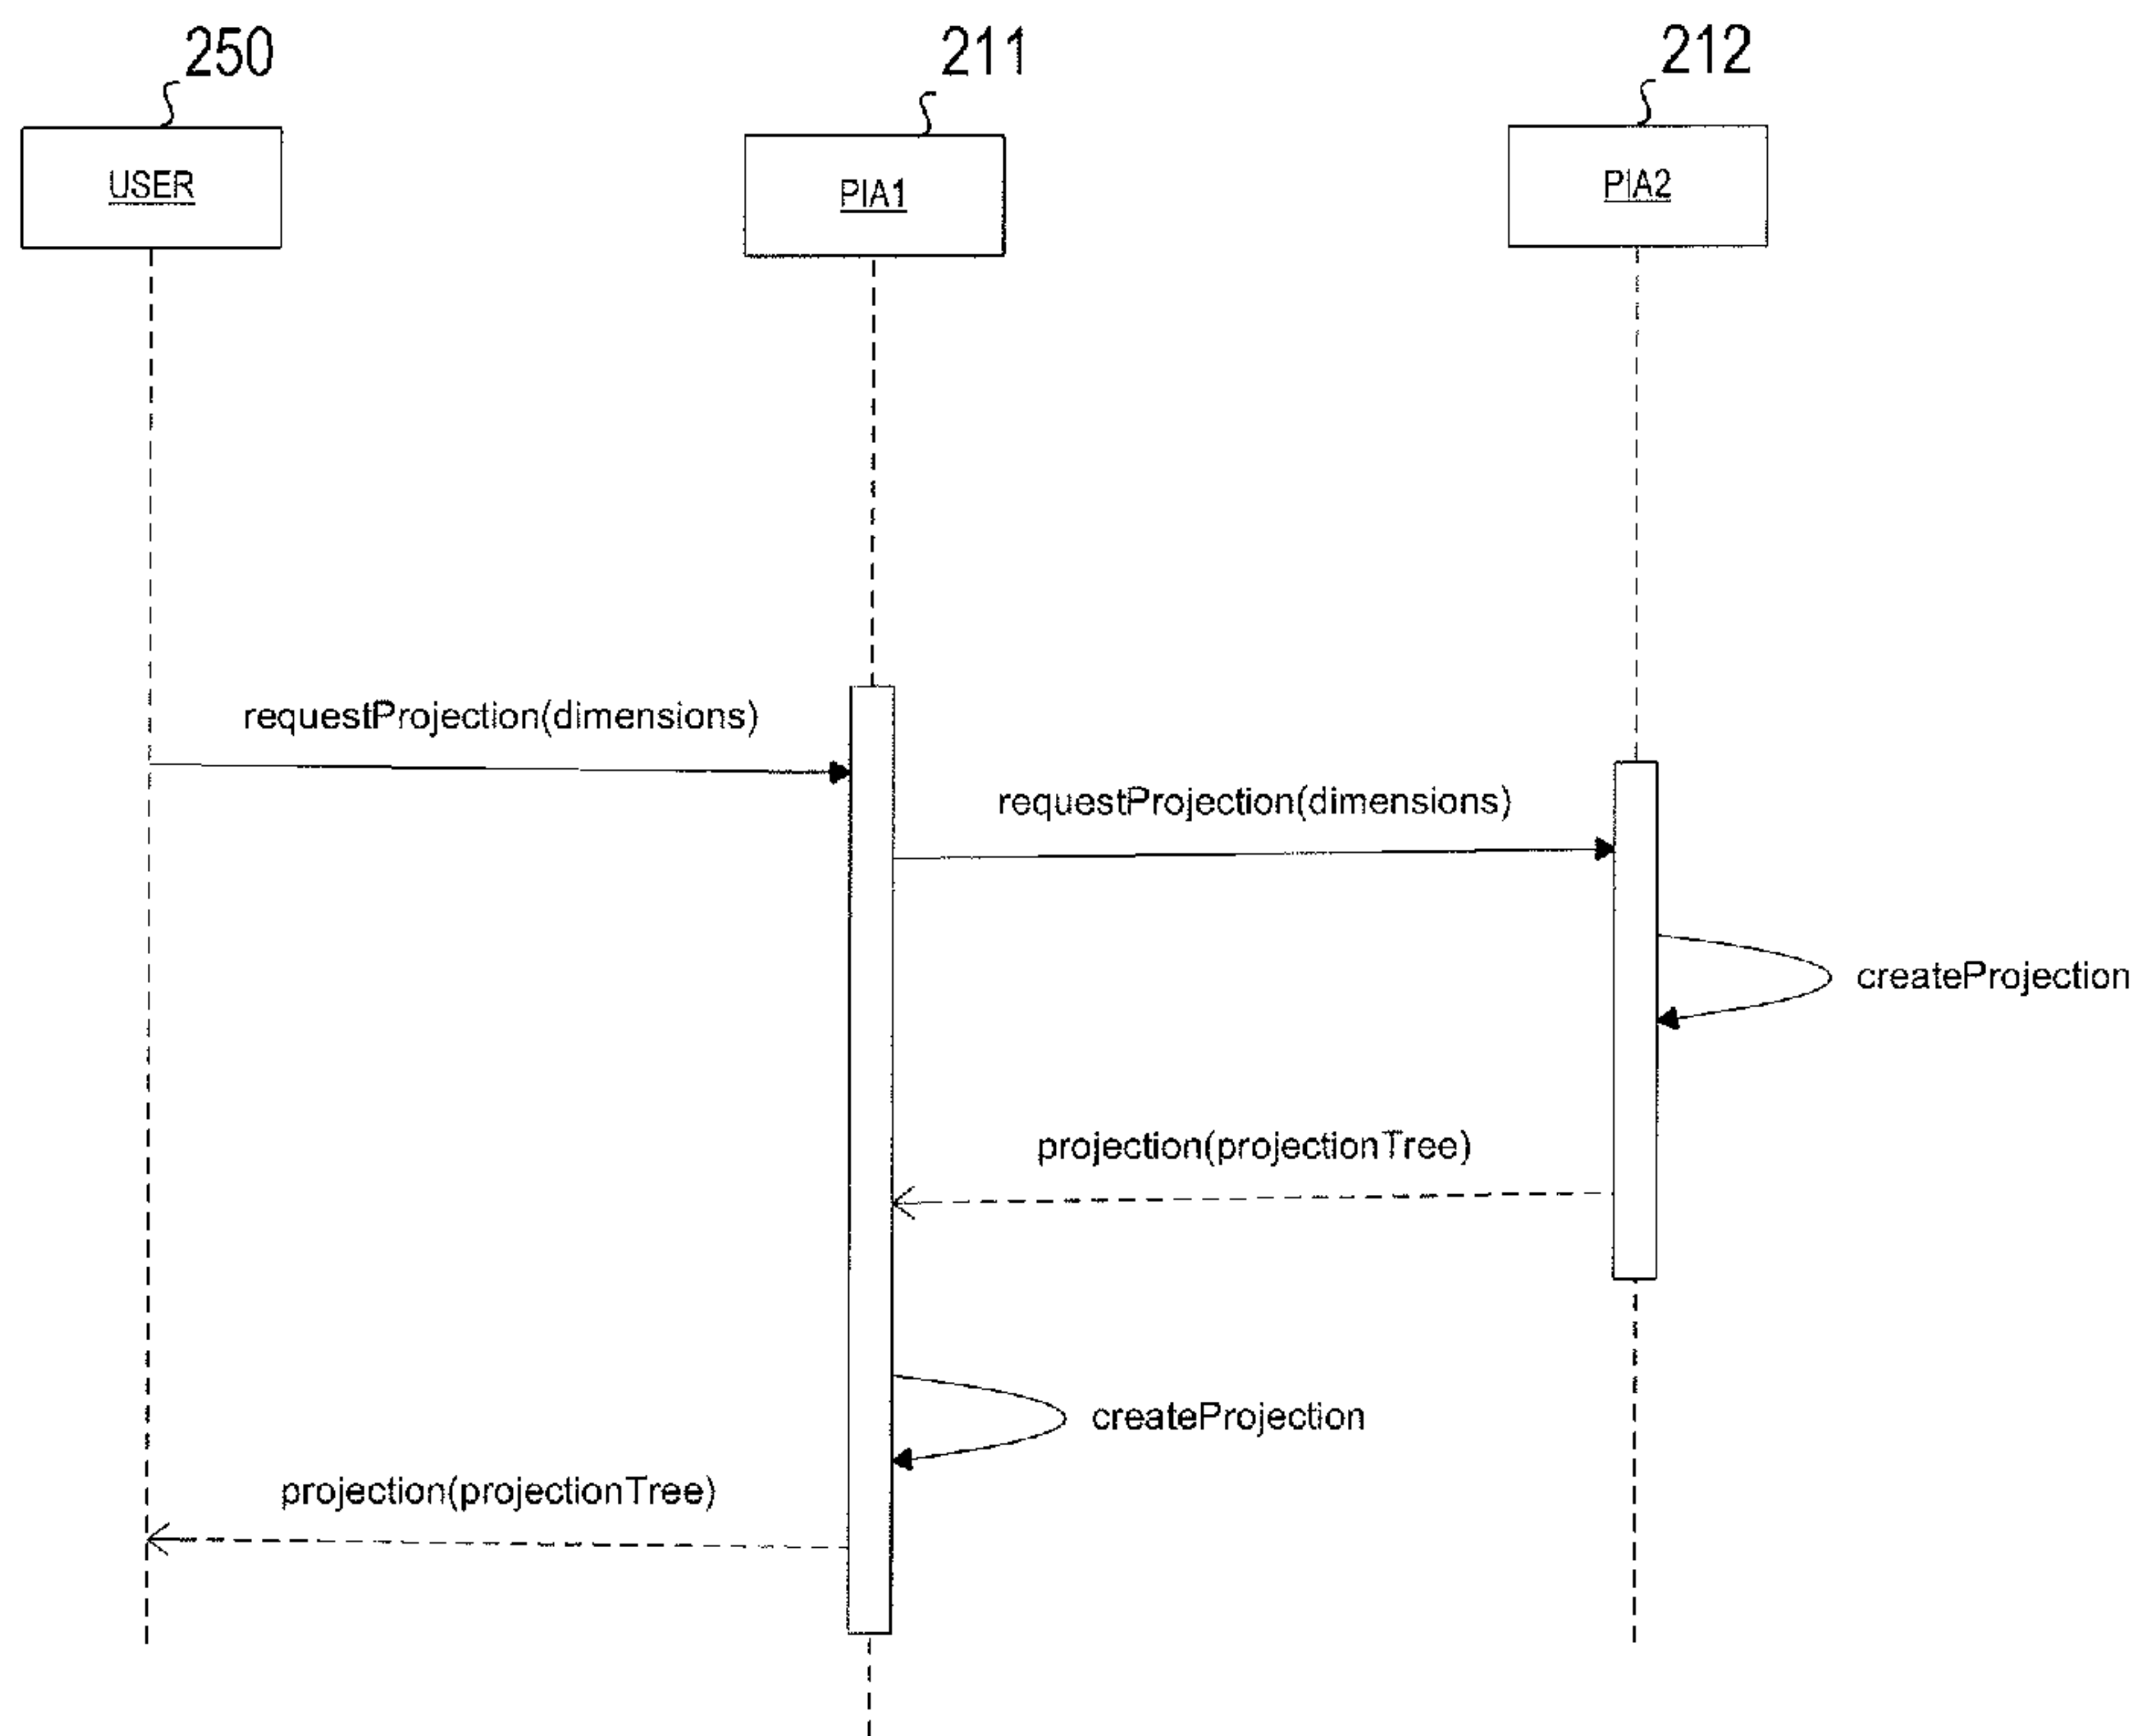 250
211
212
USER
PIA1
PIA2
requestProjection(dimensions)
requestProjection(dimensions)
createProjection
projection(projectionTree)
createProjection
projection(projectionTree)